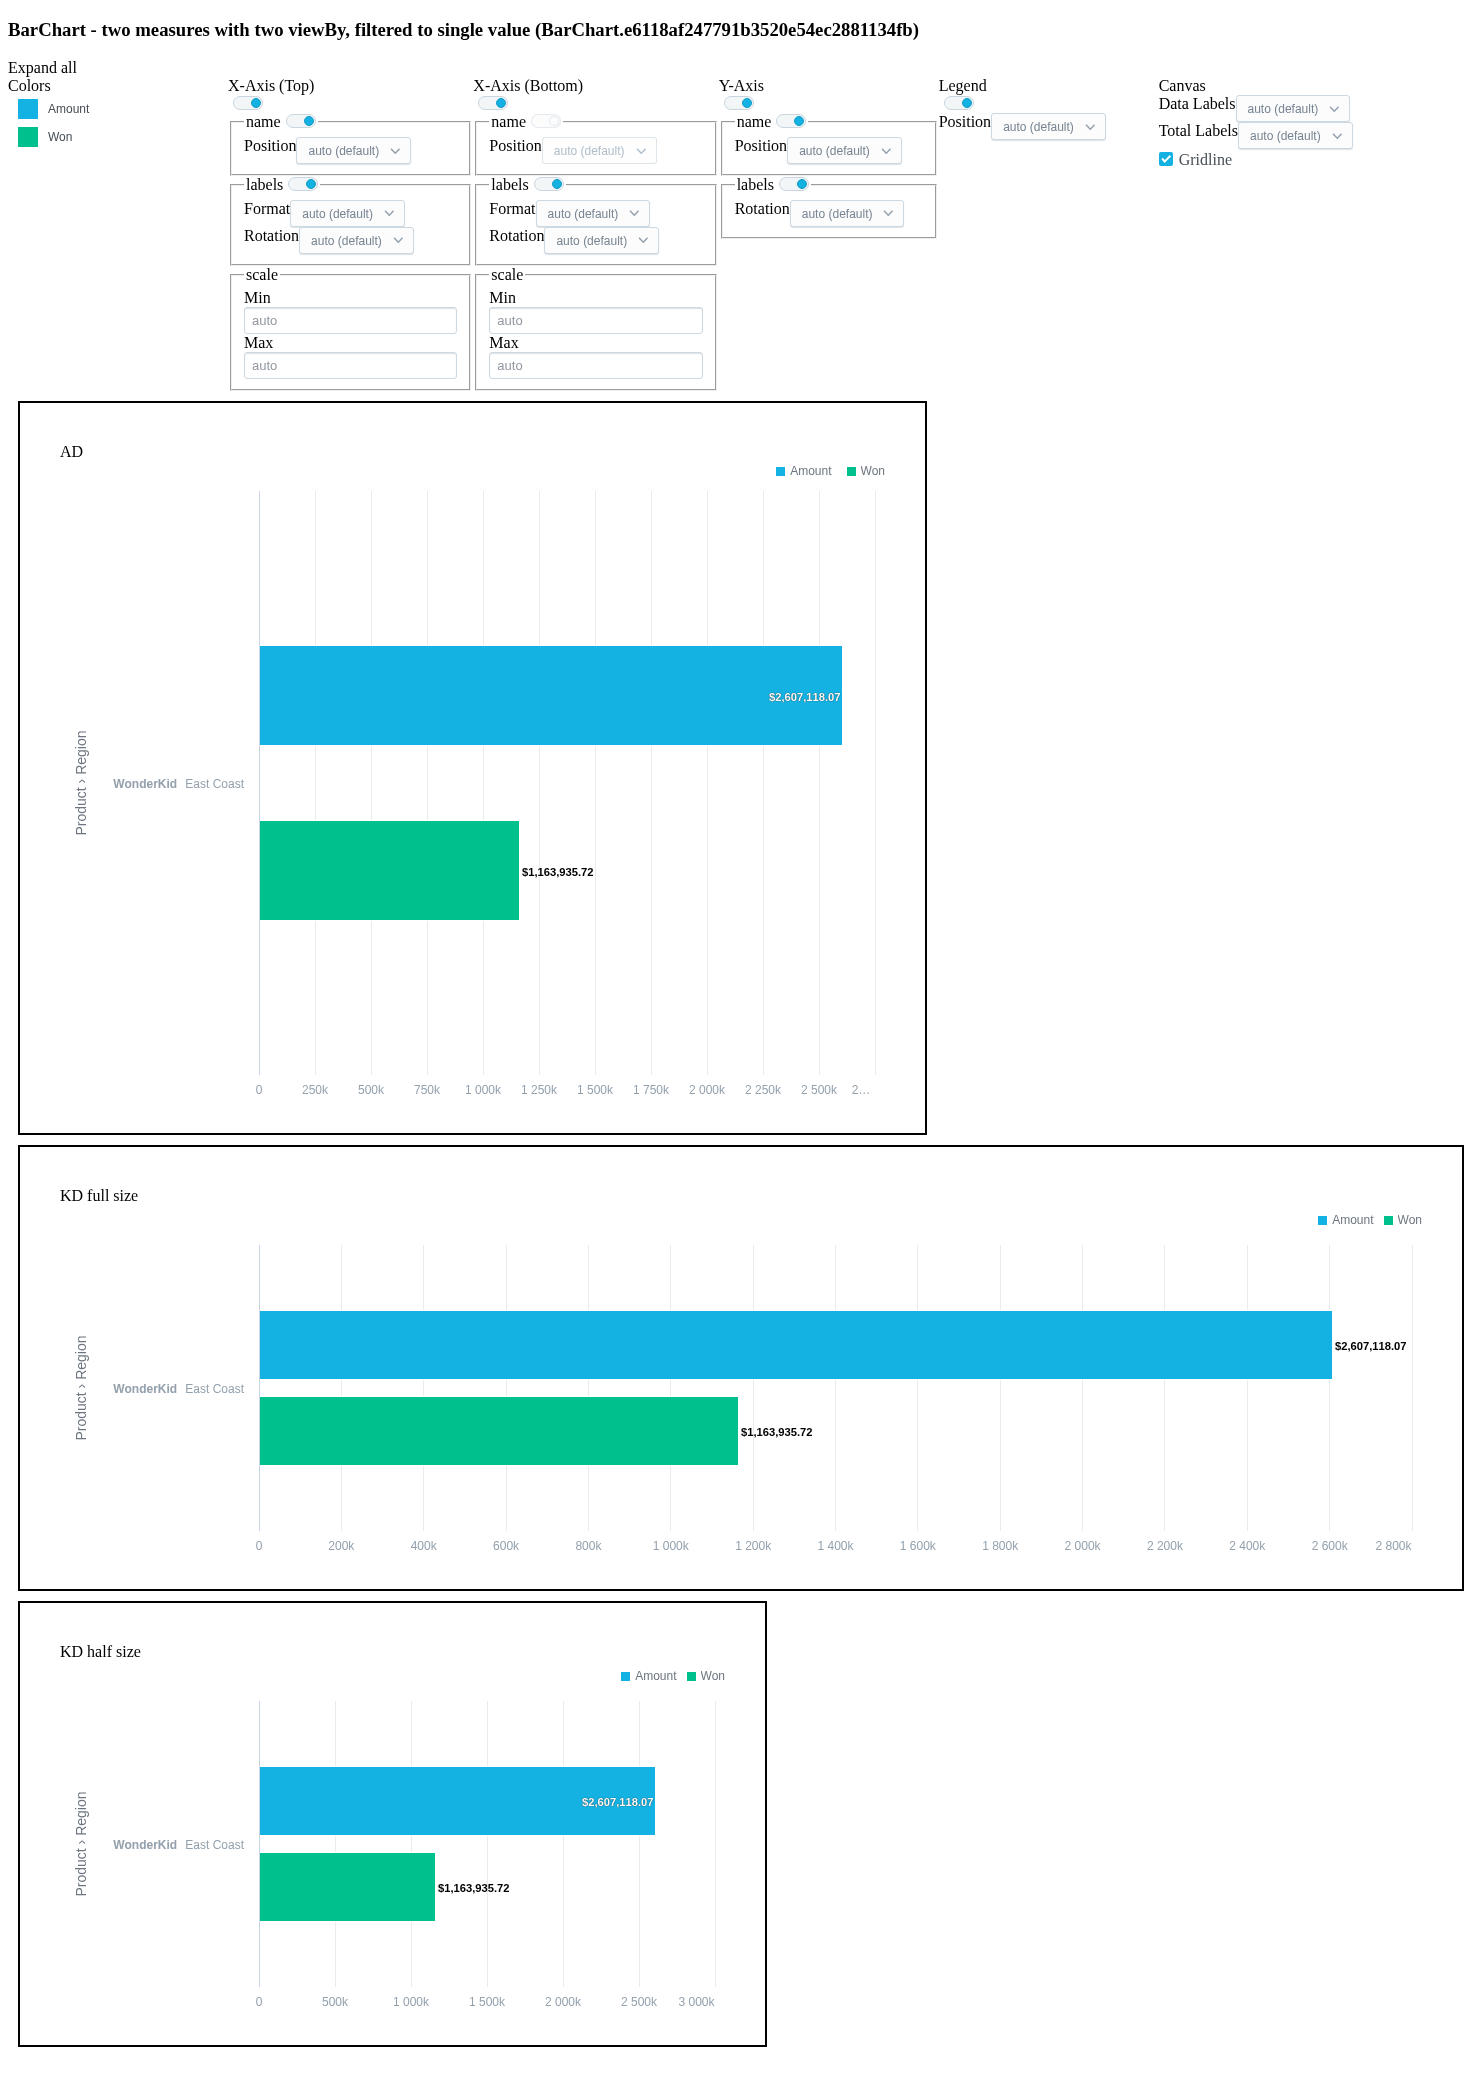 BarChart - two measures with two viewBy, filtered to single value (BarChart.e6118af247791b3520e54ec2881134fb)
Expand all
Colors
Amount
Won
X-Axis (Top)
name
Position auto (default)
labels
Format auto (default)
Rotation auto (default)
scale
Min
auto
Max
auto
X-Axis (Bottom)
name
Position auto (default)
labels
Format auto (default)
Rotation auto (default)
scale
Min
auto
Max
auto
Y-Axis
name
Position auto (default)
labels
Rotation auto (default)
Legend
Position auto (default)
Canvas
Data Labels auto (default)
Total Labels auto (default)
Gridline
AD
Amount Won
$2,607,118.07
Product › Region
WonderKid East Coast
$1,163,935.72
0 250k 500k 750k 1 000k 1 250k 1 500k 1 750k 2 000k 2 250k 2 500k 2…
KD full size
Amount Won
$2,607,118.07
Product › Region
WonderKid East Coast
$1,163,935.72
0 200k 400k 600k 800k 1 000k 1 200k 1 400k 1 600k 1 800k 2 000k 2 200k 2 400k 2 600k 2 800k
KD half size
Amount Won
$2,607,118.07
Product › Region
WonderKid East Coast
$1,163,935.72
0 500k 1 000k 1 500k 2 000k 2 500k 3 000k